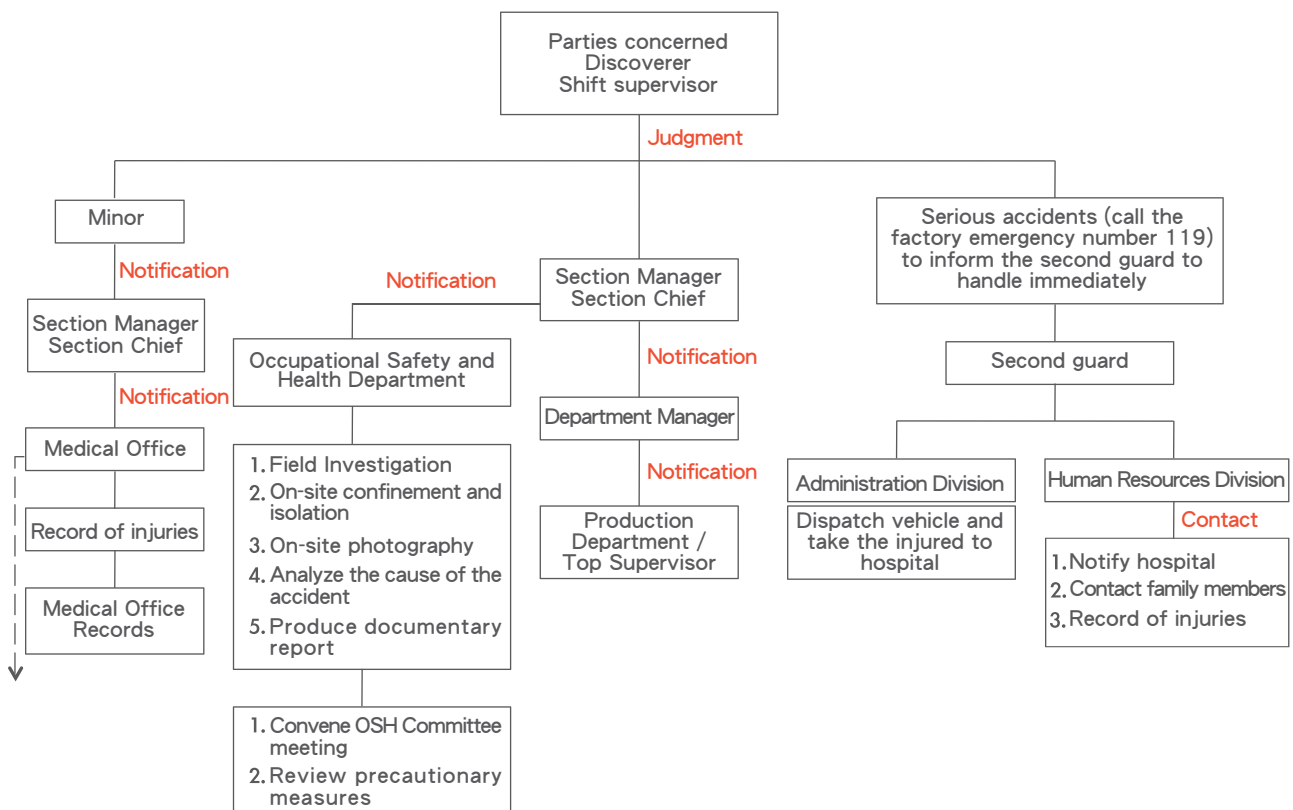 Parties concerned
Discoverer
Shift supervisor
Judgment
Minor
Notification
Section Manager
Section Chief
Notification
Medical Office
Record of injuries
Medical Office
Records
Section Manager
Section Chief
Notification
Occupational Safety and
Health Department
1. Field Investigation
2. On-site confinement and
isolation
3. On-site photography
4. Analyze the cause of the
accident
5. Produce documentary
report
1. Convene OSH Committee
meeting
2. Review precautionary
measures
Notification
Department Manager
Notification
Production
Department /
Top Supervisor
Serious accidents (call the
factory emergency number 119)
to inform the second guard to
handle immediately
Second guard
Administration Division
Dispatch vehicle and
take the injured to
hospital
Human Resources Division
Contact
1. Notify hospital
2. Contact family members
3. Record of injuries